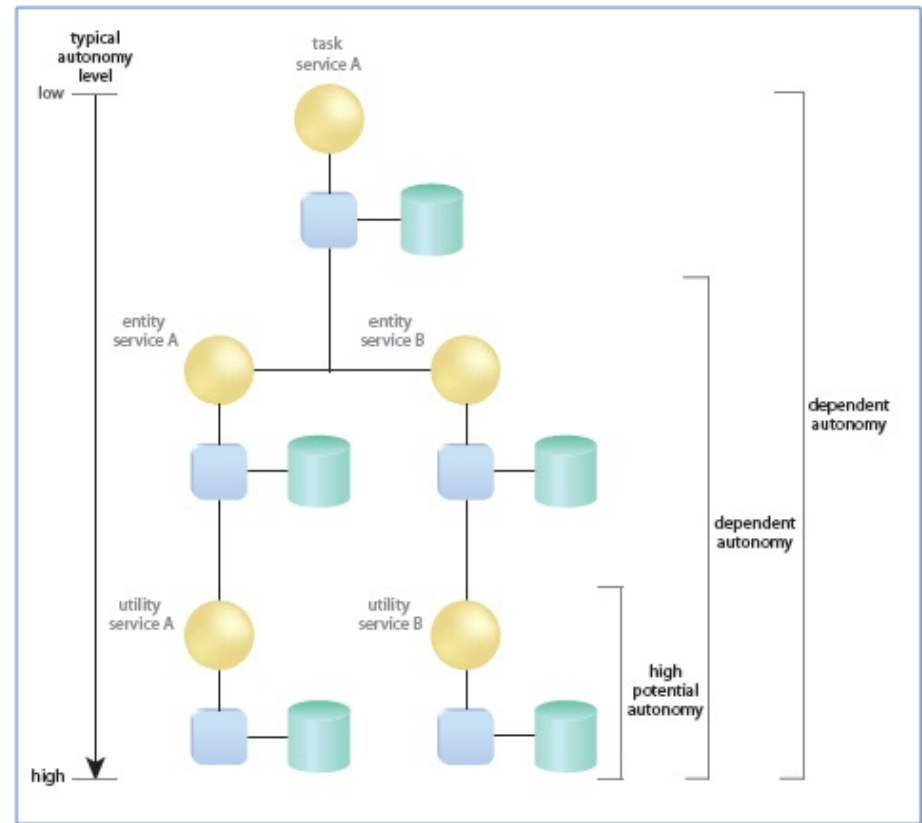 typical
autonomy
level
low
task
service A
entity
service A
entity
service B
dependent
autonomy
dependent
autonomy
utility
service A
utility
service B
high
potential
autonomy
high